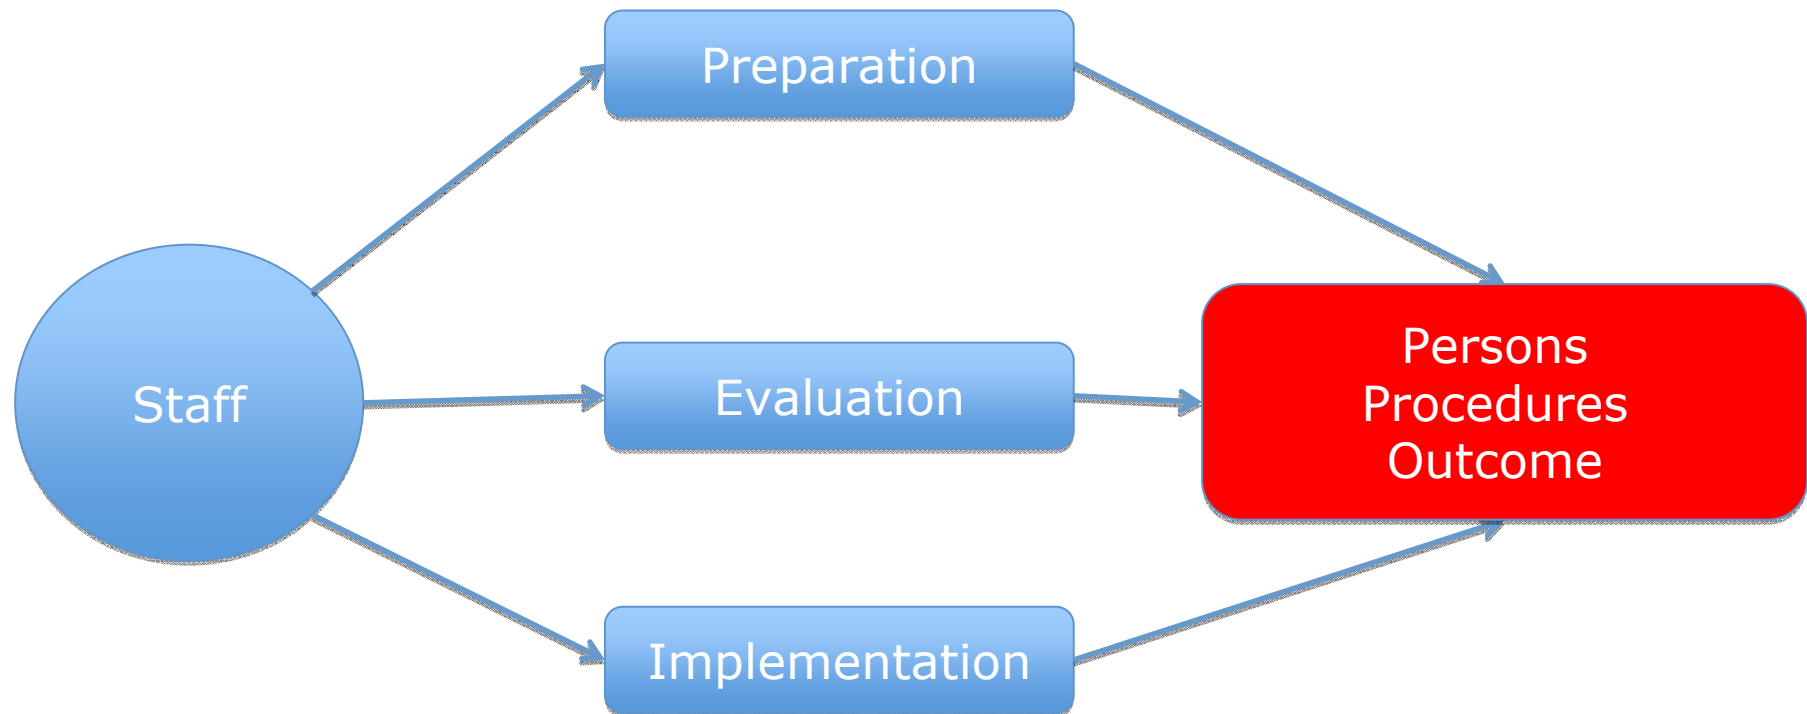 Preparation
Staff
Evaluation
Persons
Procedures
Outcome
Implementation